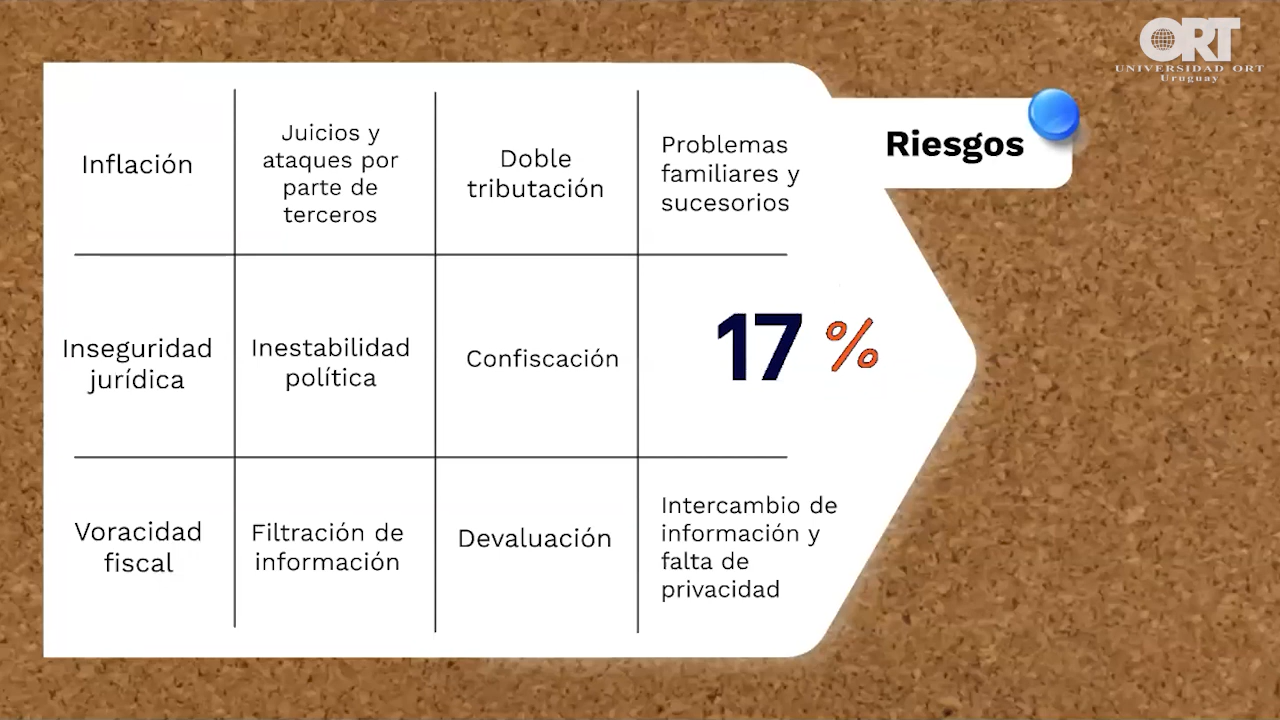 ORT
UNIVERSIDAD ORT
Uruguay
Riesgos
Inflación
Juicios y
ataques por
parte de
terceros
Doble
tributación
Problemas
familiares y
sucesorios
Inseguridad
jurídica
Inestabilidad
política
Confiscación
17 %
Voracidad
fiscal
Filtración de
información
Devaluación
Intercambio de
información y
falta de
privacidad